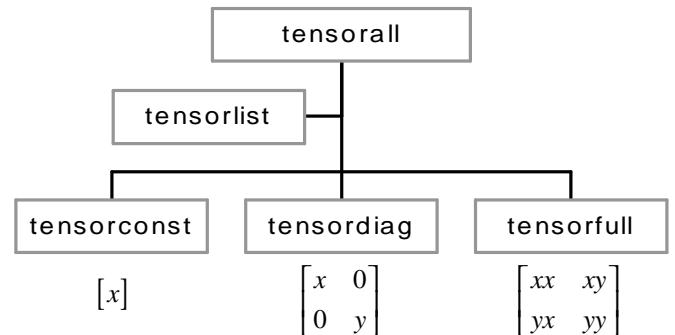 tensorall
tensorlist
tensorconst tensordiag tensorfull
[x] [x 0 [xx xy
0 y] yx yy]